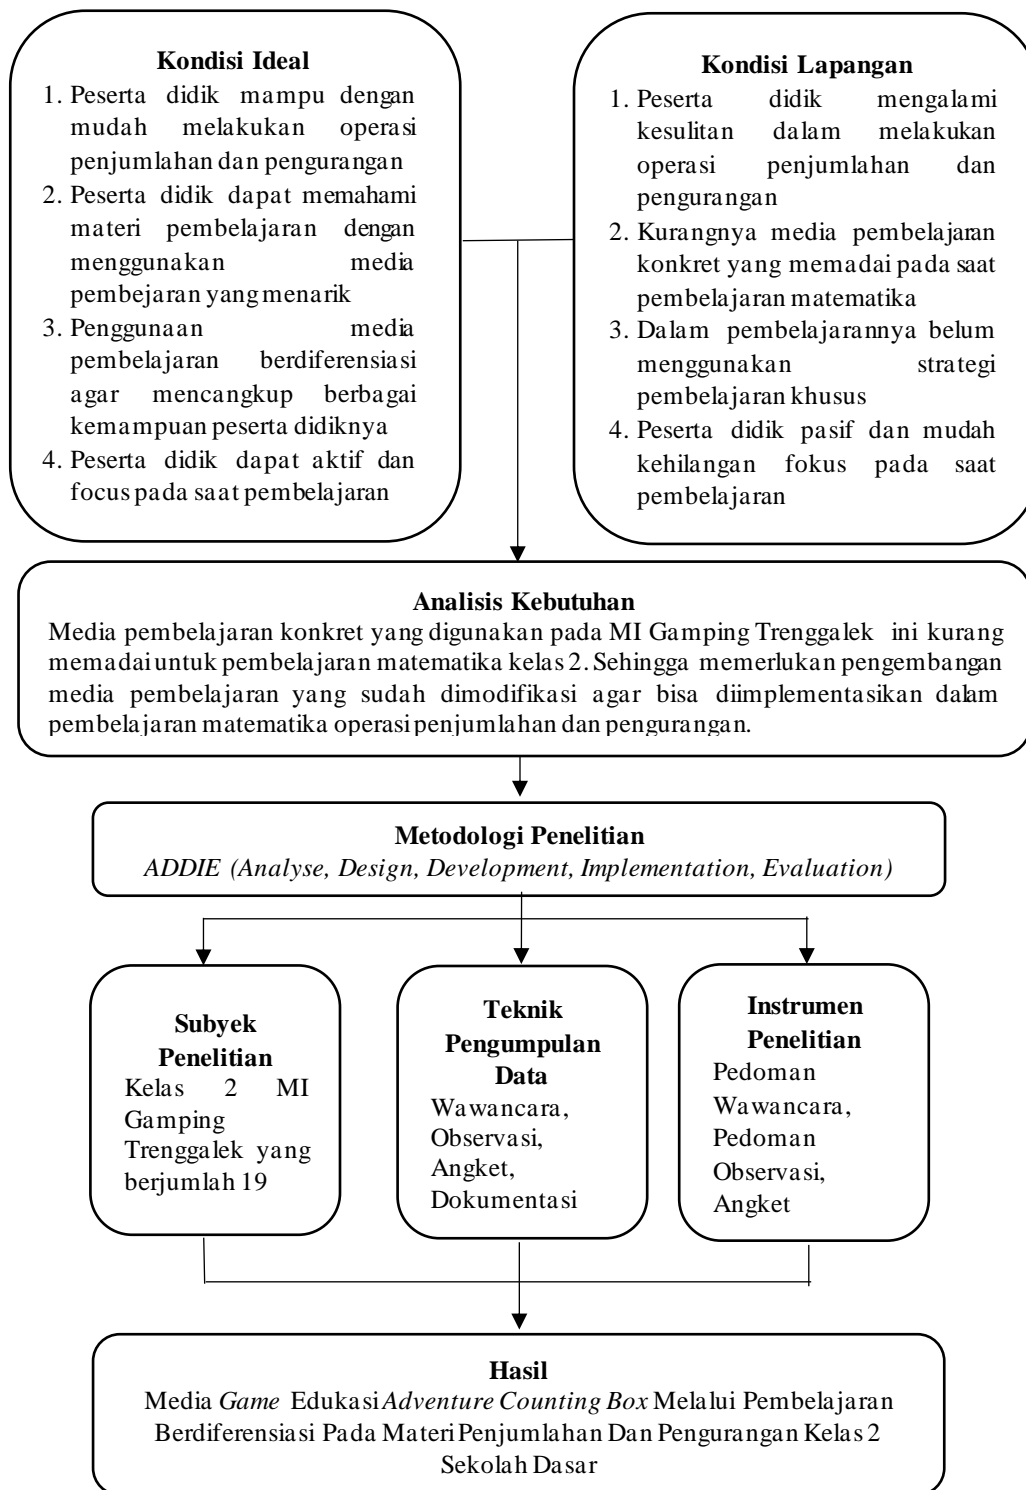 Kondisi Ideal
1. Peserta didik mampu dengan
mudah melakukan operasi
penjumlahan dan pengurangan
2. Peserta didik dapat memahami
materi pembelajaran dengan
menggunakan media
pembejaran yang menarik
3. Penggunaan media
pembelajaran berdiferensiasi
agar mencangkup berbagai
kemampuan peserta didiknya
4. Peserta didik dapat aktif dan
focus pada saat pembelajaran
Kondisi Lapangan
1. Peserta didik mengalami
kesulitan dalam melakukan
operasi penjumlahan dan
pengurangan
2. Kurangnya media pembelajaran
konkret yang memadai pada saat
pembelajaran matematika
3. Dalam pembelajarannya belum
menggunakan strategi
pembelajaran khusus
4. Peserta didik pasif dan mudah
kehilangan fokus pada saat
pembelajaran
Analisis Kebutuhan
Media pembelajaran konkret yang digunakan pada MI Gamping Trenggalek ini kurang
memadai untuk pembelajaran matematika kelas 2. Sehingga memerlukan pengembangan
media pembelajaran yang sudah dimodifikasi agar bisa diimplementasikan dalam
pembelajaran matematika operasi penjumlahan dan pengurangan.
Metodologi Penelitian
ADDIE (Analyse, Design, Development, Implementation, Evaluation)
Subyek
Penelitian
Kelas 2 MI
Gamping
Trenggalek yang
berjumlah 19
Teknik
Pengumpulan
Data
Wawancara,
Observasi,
Angket,
Dokumentasi
Instrumen
Penelitian
Pedoman
Wawancara,
Pedoman
Observasi,
Angket
Hasil
Media Game Edukasi Adventure Counting Box Melalui Pembelajaran
Berdiferensiasi Pada Materi Penjumlahan Dan Pengurangan Kelas 2
Sekolah Dasar